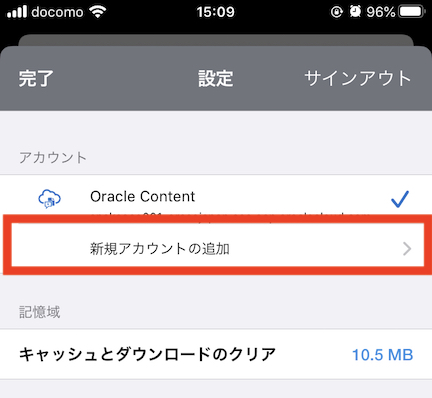 docomo 15:09 96%
完了 設定 サインアウト
アカウント
Oracle Content
新規アカウントの追加
記憶域
キャッシュとダウンロードのクリア 10.5 MB